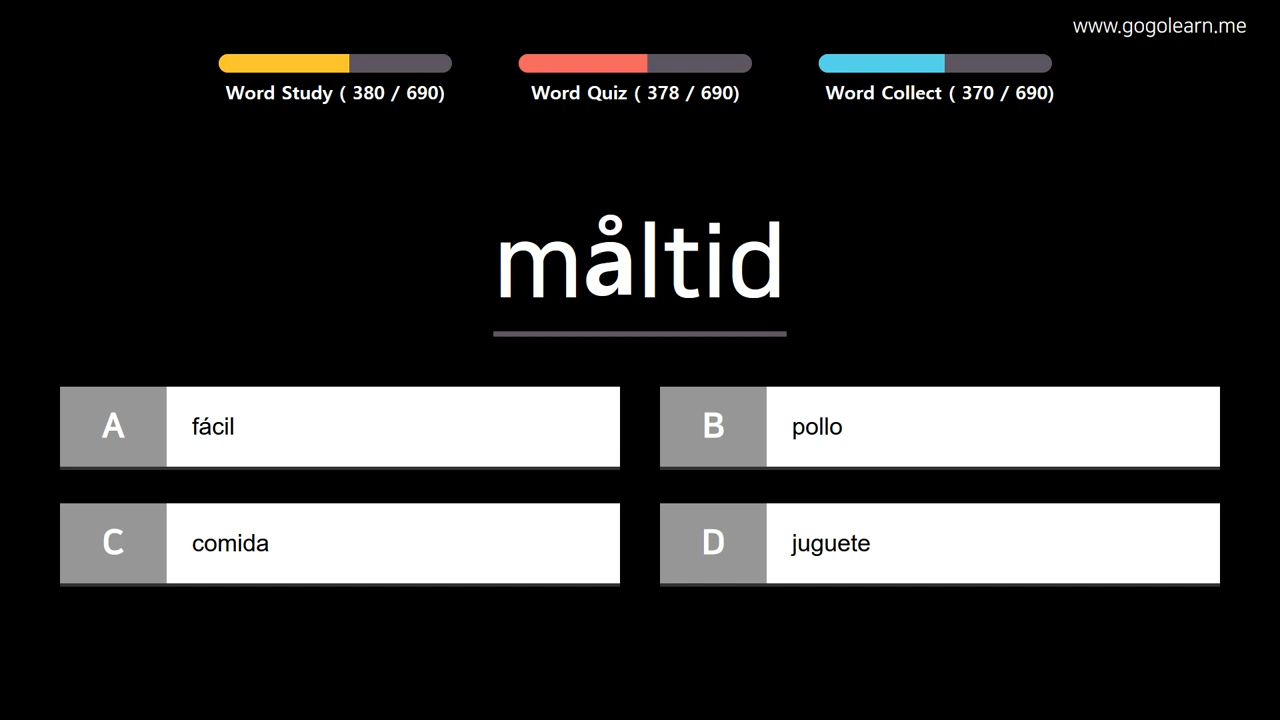 www.gogolearn.me
Word Study ( 380 / 690)
Word Quiz ( 378 / 690)
Word Collect ( 370 / 690)
måltid
A
fácil
B
pollo
C
comida
D
juguete